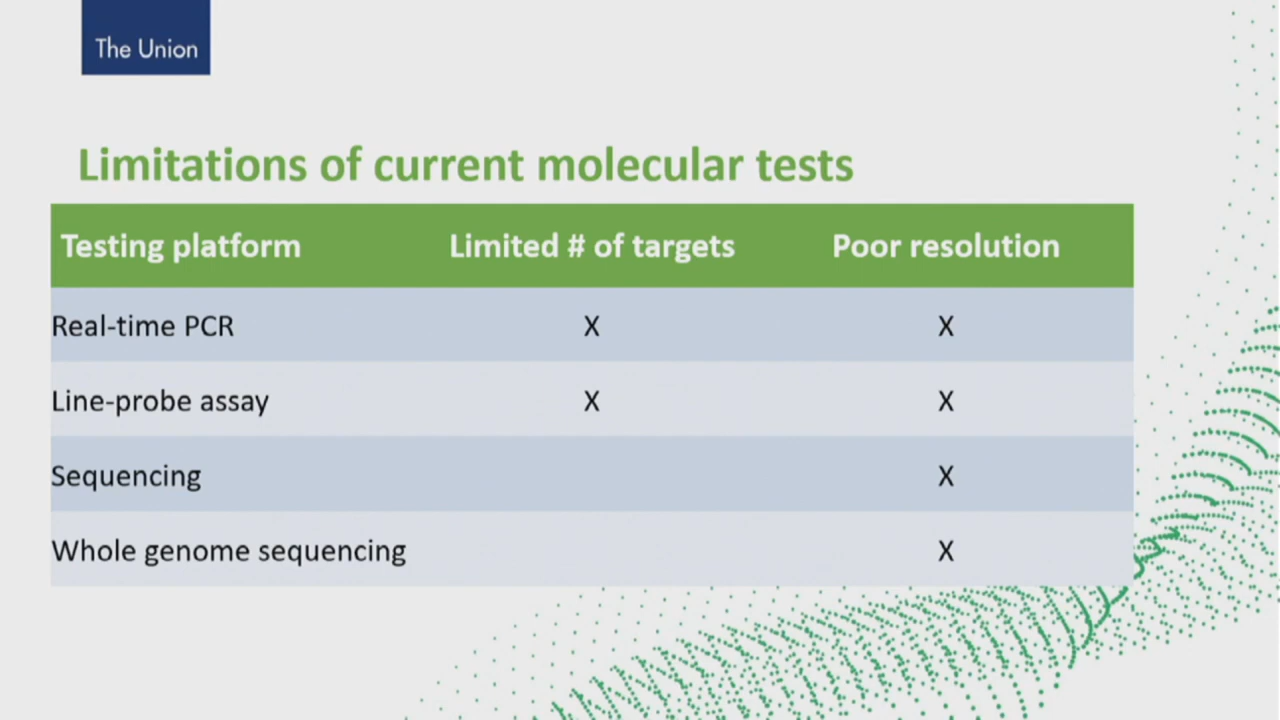 The Union
Limitations of current molecular tests
Testing platform Limited # of targets Poor resolution
Real-time PCR X X
Line-probe assay X X
Sequencing X
Whole genome sequencing X